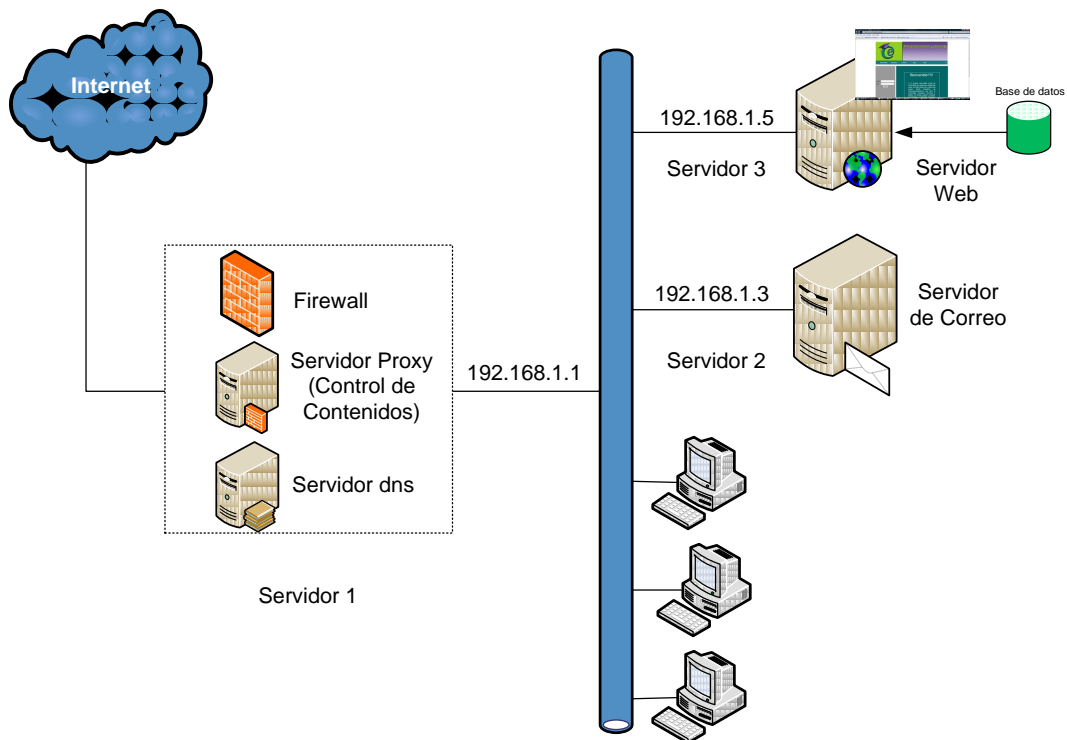 Internet
Firewall
Servidor Proxy
(Control de
Contenidos)
Servidor dns
Servidor 1
192.168.1.1
192.168.1.5
Servidor 3
Base de datos
Servidor
Web
192.168.1.3
Servidor 2
Servidor
de Correo